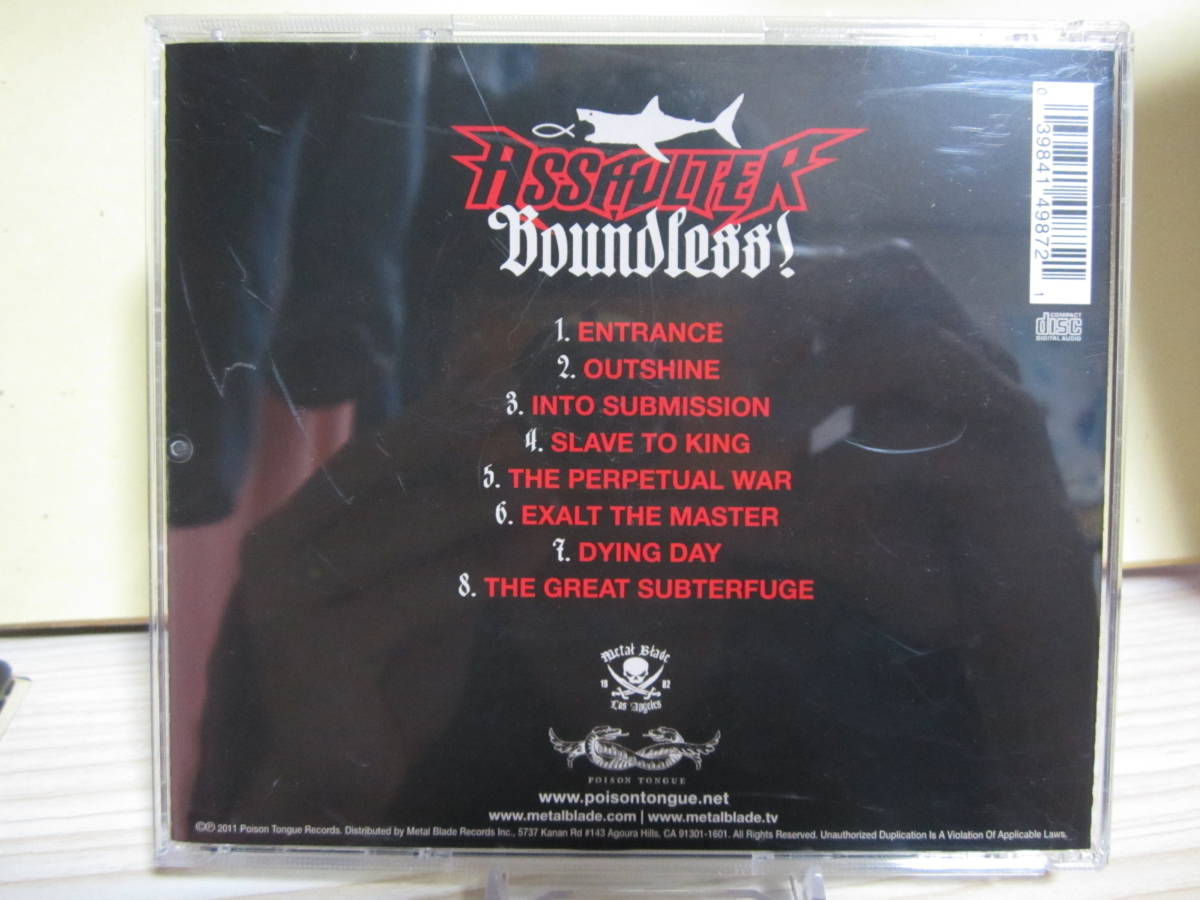 ASSAULTER
Boundless!
0 39841 49872 1
COMPACT
disc
DIGITAL AUDIO
1. ENTRANCE
2. OUTSHINE
3. INTO SUBMISSION
4. SLAVE TO KING
5. THE PERPETUAL WAR
6. EXALT THE MASTER
7. DYING DAY
8. THE GREAT SUBTERFUGE
Metal Blade
19 82
Los Angeles
POISON TONGUE
www.poisontongue.net
www.metalblade.com | www.metalblade.tv
©℗ 2011 Poison Tongue Records. Distributed by Metal Blade Records Inc., 5737 Kanan Rd #143 Agoura Hills, CA 91301-1601. All Rights Reserved. Unauthorized Duplication Is A Violation Of Applicable Laws.